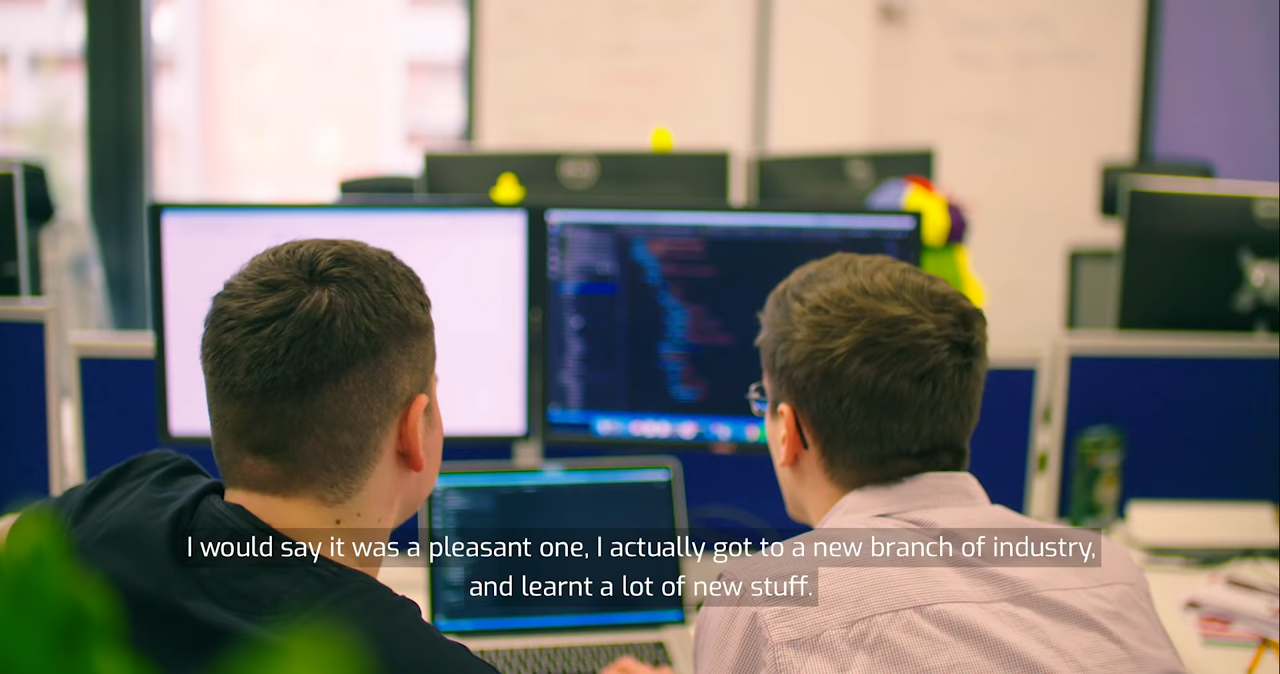 I would say it was a pleasant one, I actually got to a new branch of industry,
and learnt a lot of new stuff.